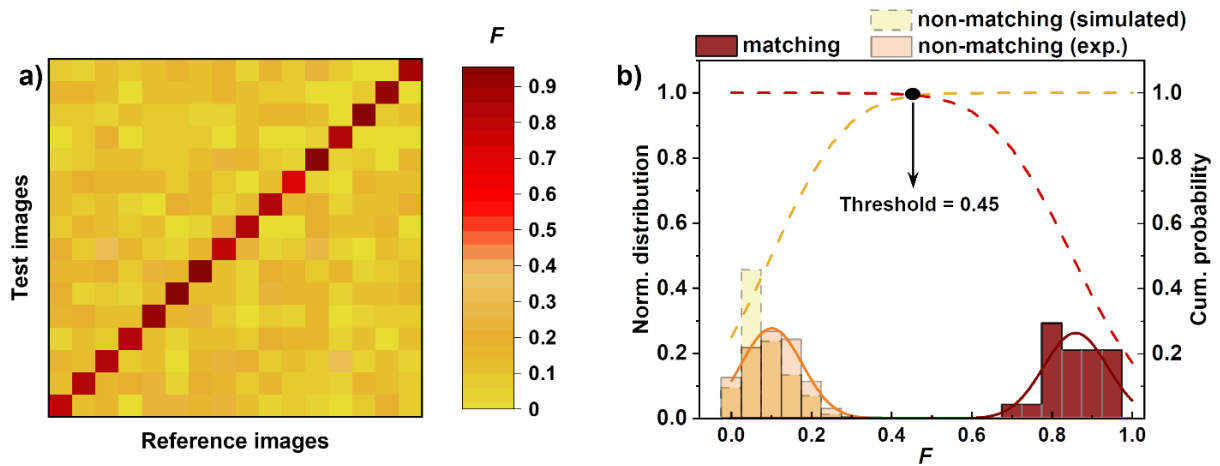 a)
F
Test images
Reference images
0.9
0.8
0.7
0.6
0.5
0.4
0.3
0.2
0.1
0
non-matching (simulated)
matching
non-matching (exp.)
b)
Norm. distribution
1.0
0.8
0.6
0.4
0.2
0.0
Threshold = 0.45
1.0
0.8
0.6
0.4
0.2
Cum. probability
0.0 0.2 0.4 0.6 0.8 1.0
F